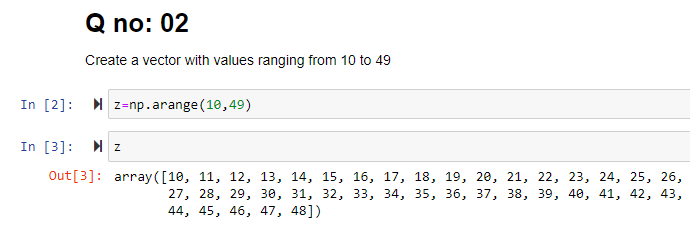 Q no: 02
Create a vector with values ranging from 10 to 49
In [2]: z=np.arange(10,49)
In [3]: z
Out[3]: array([10, 11, 12, 13, 14, 15, 16, 17, 18, 19, 20, 21, 22, 23, 24, 25, 26,
27, 28, 29, 30, 31, 32, 33, 34, 35, 36, 37, 38, 39, 40, 41, 42, 43,
44, 45, 46, 47, 48])